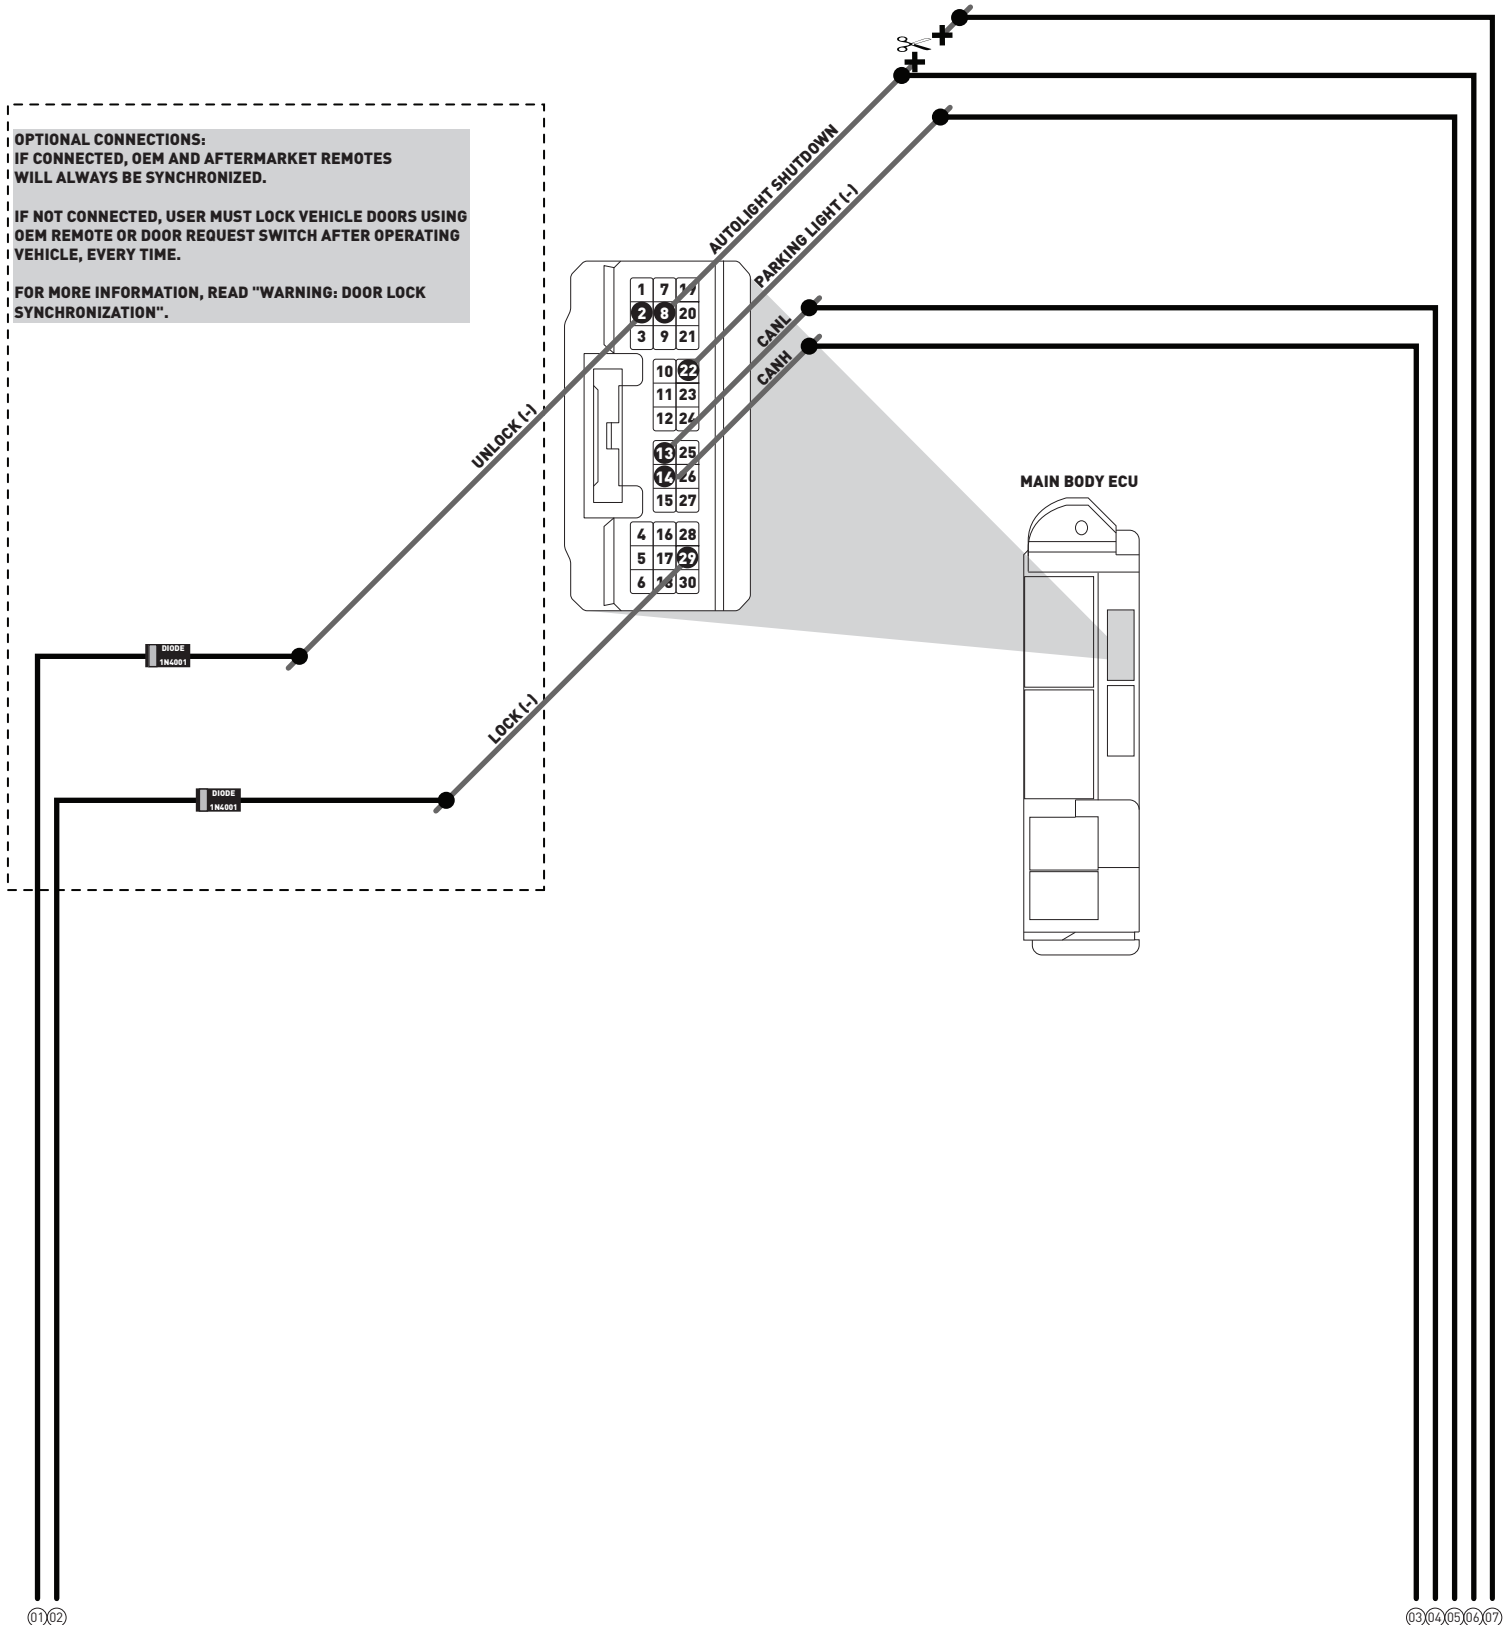 OPTIONAL CONNECTIONS:
IF CONNECTED, OEM AND AFTERMARKET REMOTES
WILL ALWAYS BE SYNCHRONIZED.
IF NOT CONNECTED, USER MUST LOCK VEHICLE DOORS USING
OEM REMOTE OR DOOR REQUEST SWITCH AFTER OPERATING
VEHICLE, EVERY TIME.
FOR MORE INFORMATION, READ "WARNING: DOOR LOCK
SYNCHRONIZATION".
AUTOLIGHT SHUTDOWN
PARKING LIGHT (-)
CANL
CANH
UNLOCK (-)
LOCK (-)
1 7 19
2 8 20
3 9 21
10 22
11 23
12 24
13 25
14 26
15 27
4 16 28
5 17 29
6 18 30
MAIN BODY ECU
DIODE
1N4001
DIODE
1N4001
01 02 03 04 05 06 07